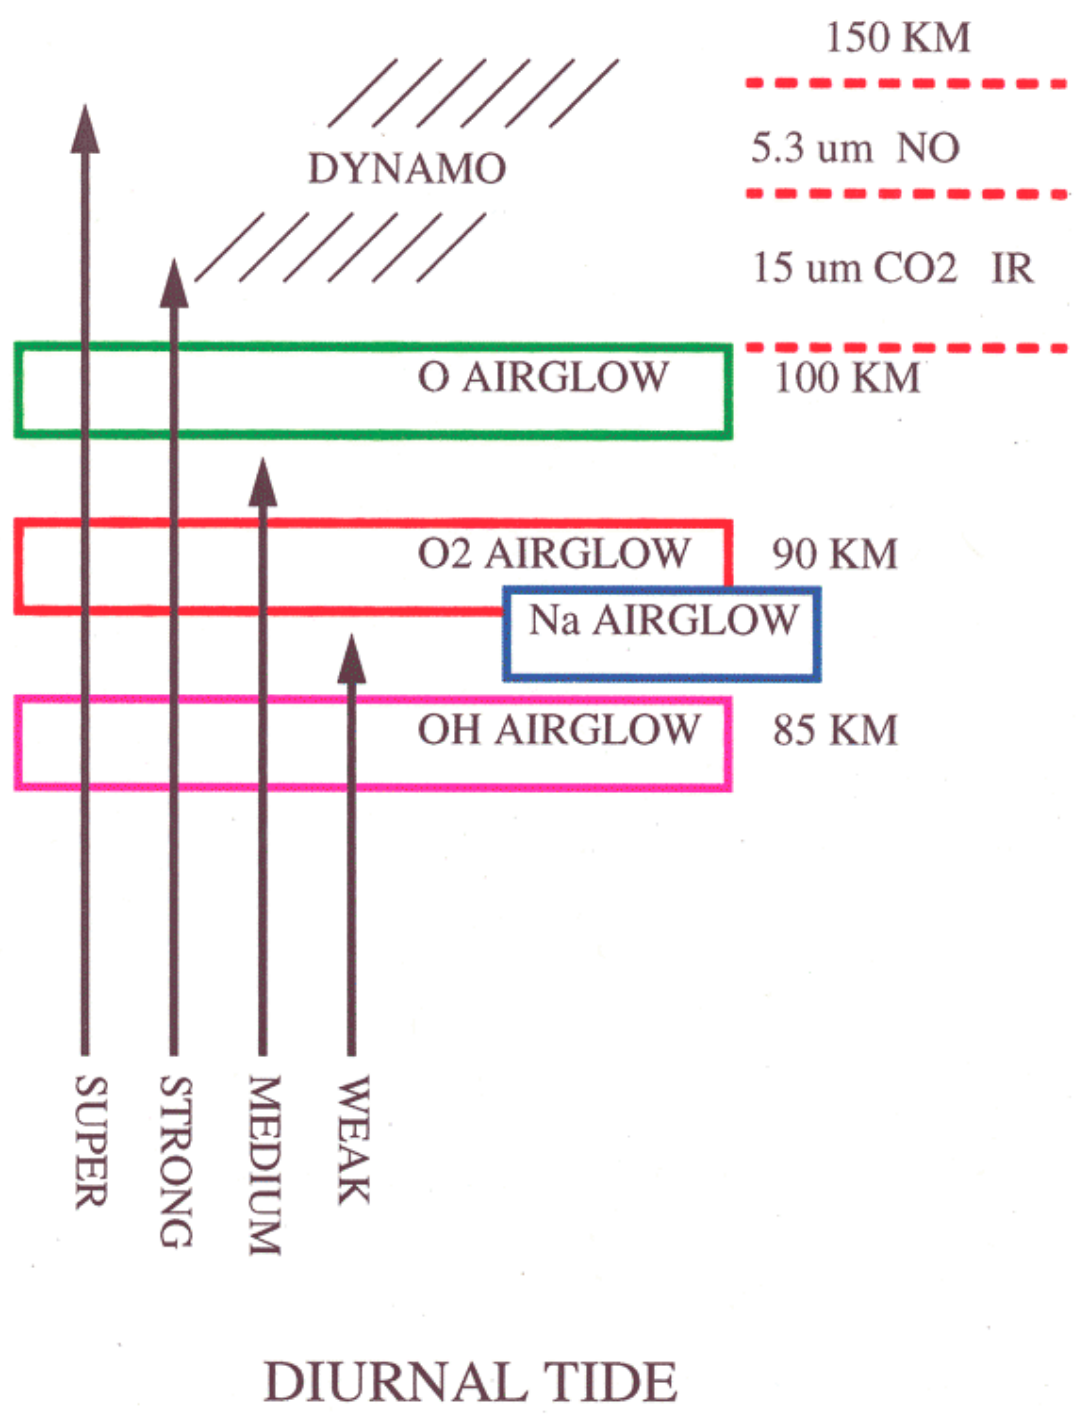 150 KM
DYNAMO
5.3 um NO
15 um CO2 IR
O AIRGLOW
100 KM
O2 AIRGLOW
90 KM
Na AIRGLOW
OH AIRGLOW
85 KM
SUPER
STRONG
MEDIUM
WEAK
DIURNAL TIDE